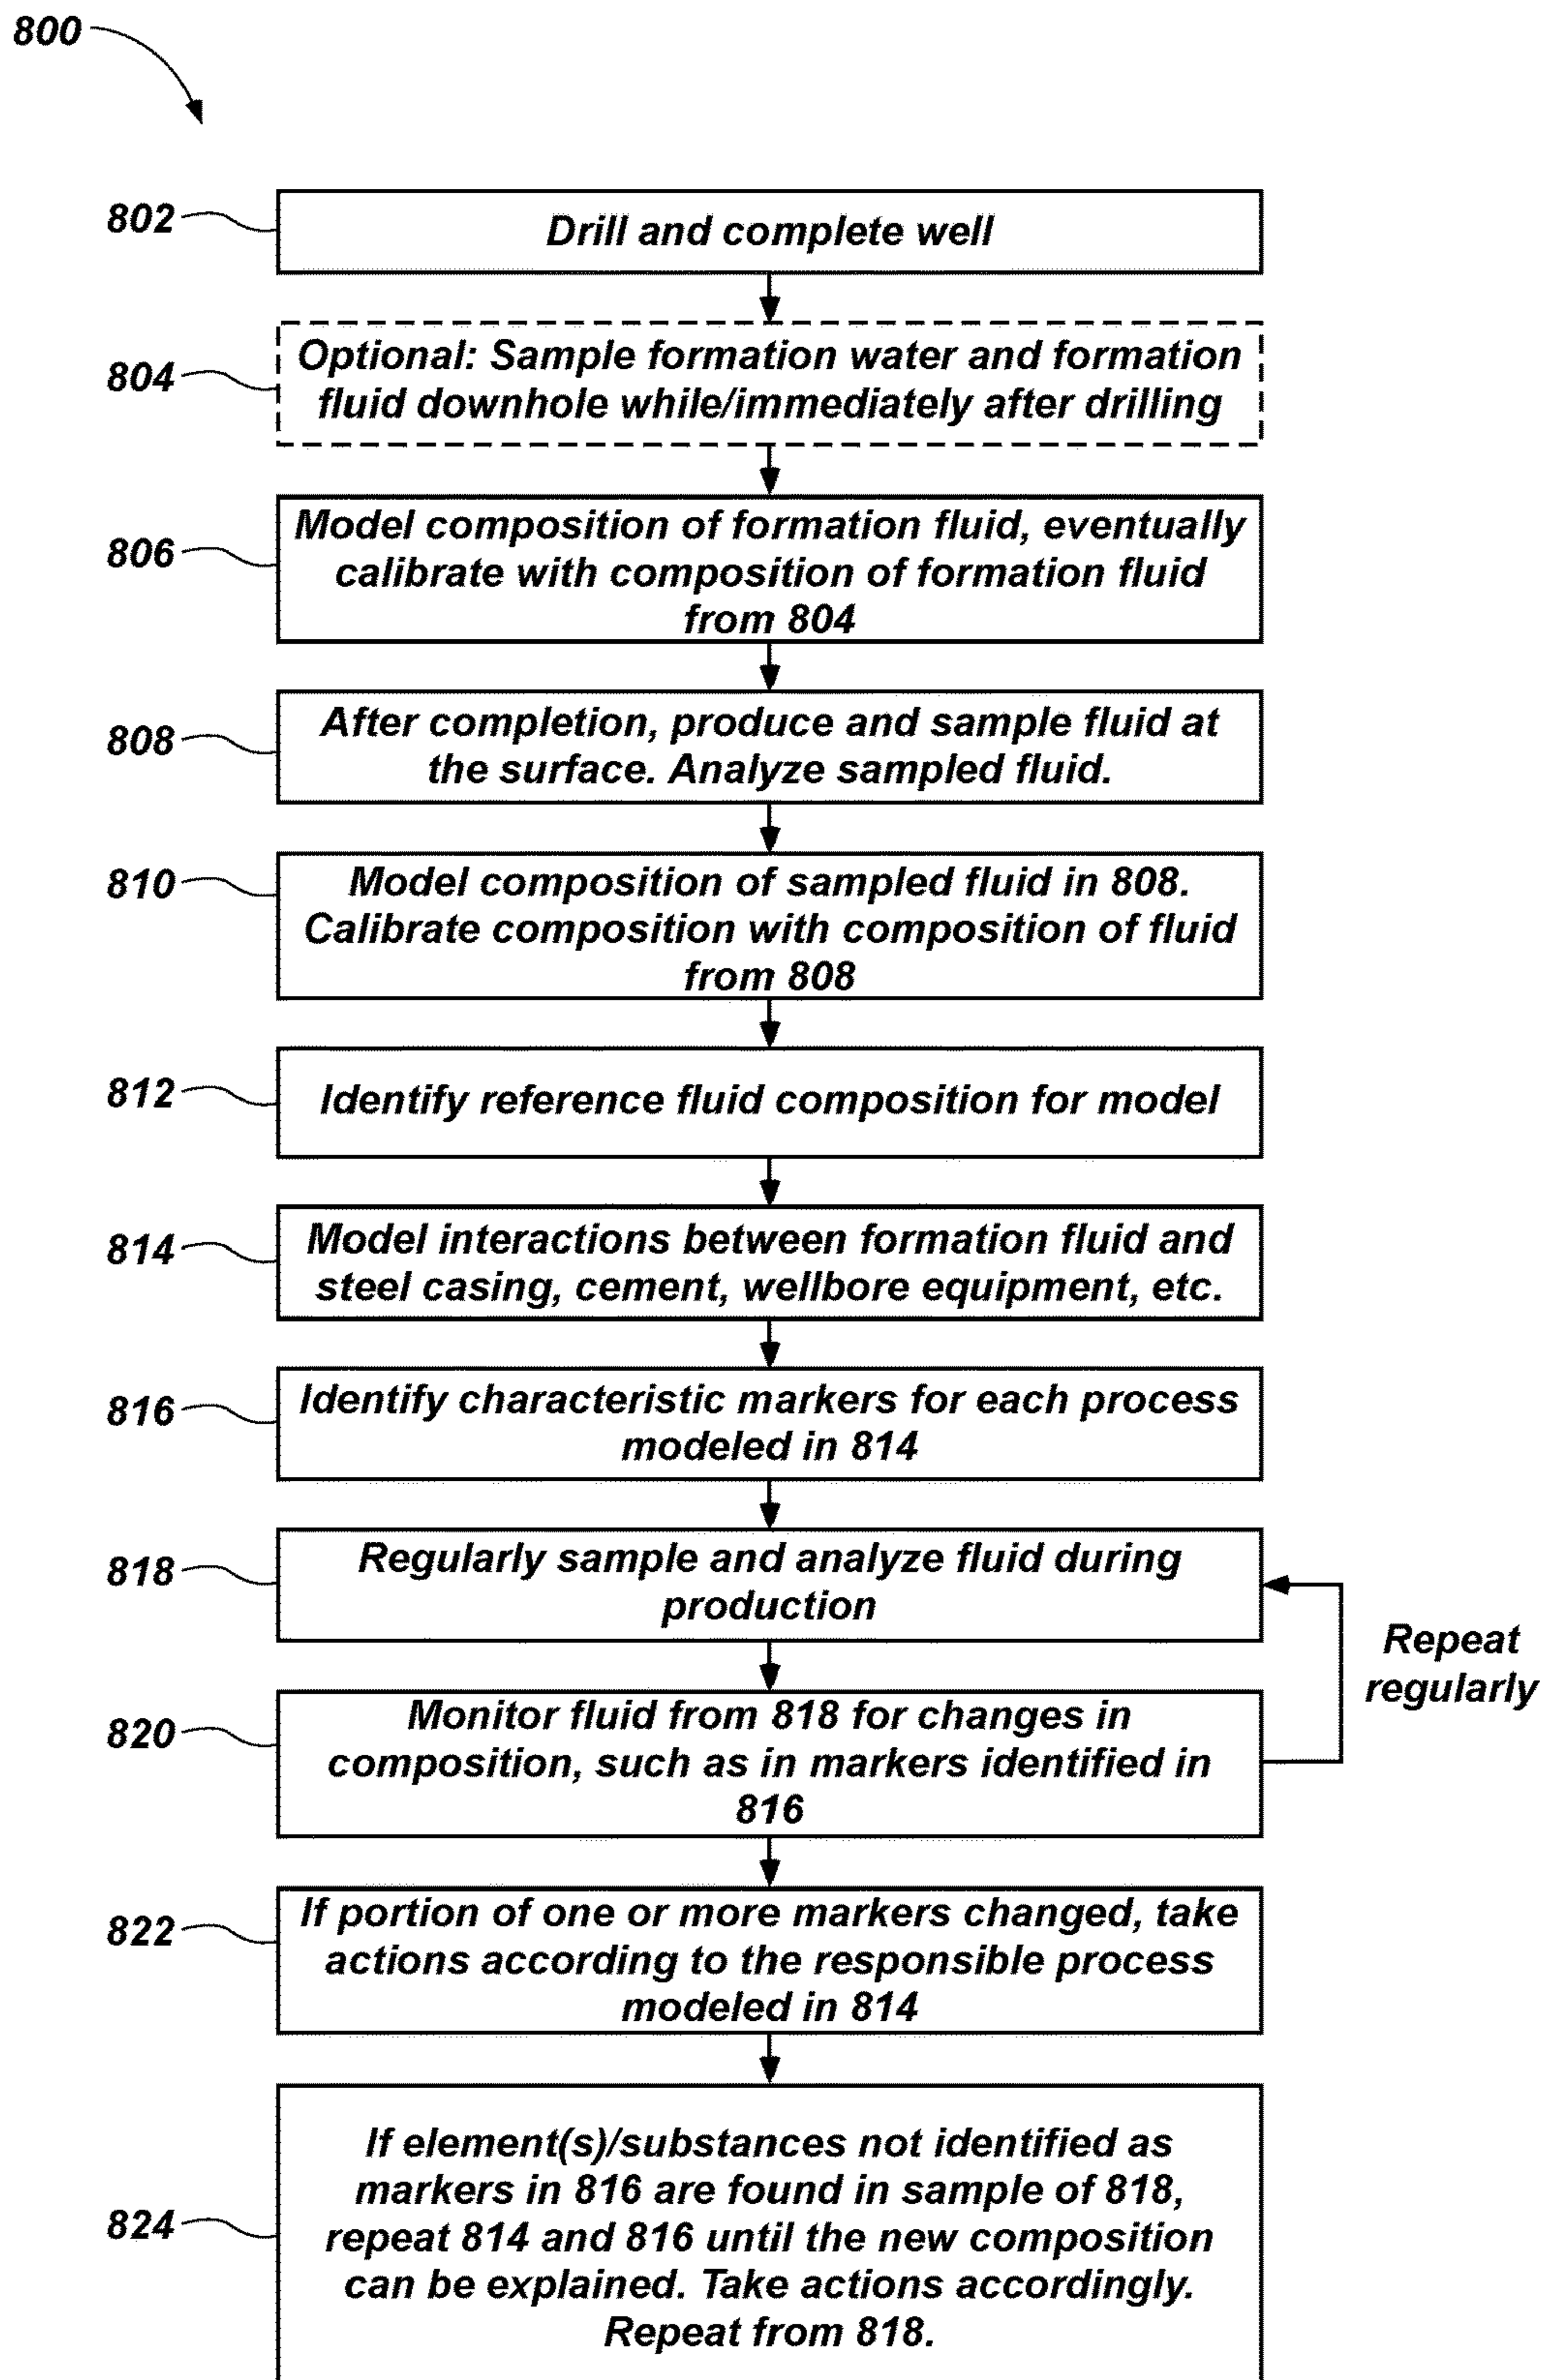 800
802
Drill and complete well
804
Optional: Sample formation water and formation
fluid downhole while/immediately after drilling
806
Model composition of formation fluid, eventually
calibrate with composition of formation fluid
from 804
808
After completion, produce and sample fluid at
the surface. Analyze sampled fluid.
810
Model composition of sampled fluid in 808.
Calibrate composition with composition of fluid
from 808
812
Identify reference fluid composition for model
814
Model interactions between formation fluid and
steel casing, cement, wellbore equipment, etc.
816
Identify characteristic markers for each process
modeled in 814
818
Regularly sample and analyze fluid during
production
Repeat
regularly
820
Monitor fluid from 818 for changes in
composition, such as in markers identified in
816
822
If portion of one or more markers changed, take
actions according to the responsible process
modeled in 814
824
If element(s)/substances not identified as
markers in 816 are found in sample of 818,
repeat 814 and 816 until the new composition
can be explained. Take actions accordingly.
Repeat from 818.